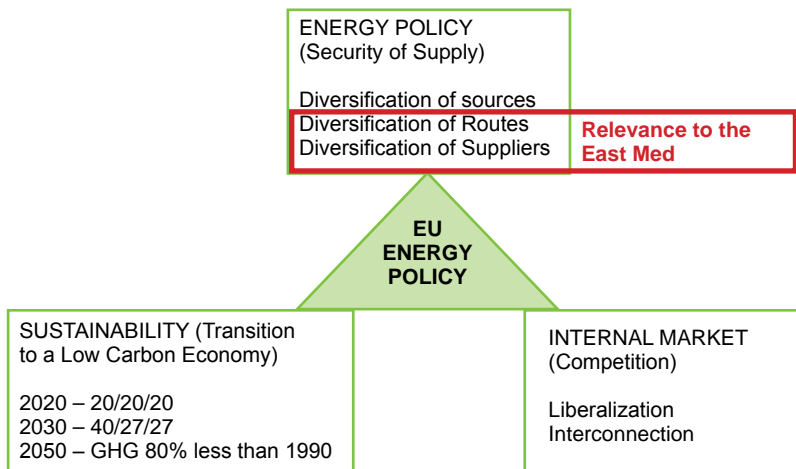 ENERGY POLICY
(Security of Supply)
Diversification of sources
Diversification of Routes
Diversification of Suppliers
Relevance to the
East Med
EU
ENERGY
POLICY
SUSTAINABILITY (Transition
to a Low Carbon Economy)
2020 – 20/20/20
2030 – 40/27/27
2050 – GHG 80% less than 1990
INTERNAL MARKET
(Competition)
Liberalization
Interconnection